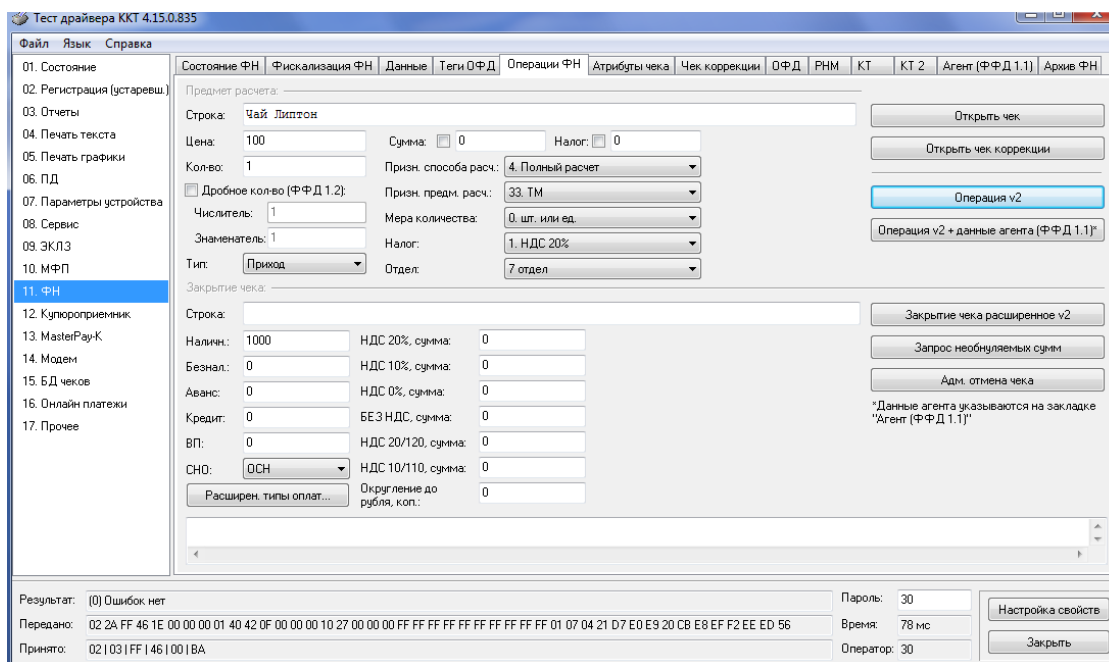 Тест драйвера ККТ 4.15.0.835
Файл Язык Справка
01. Состояние
02. Регистрация (устаревш.)
03. Отчеты
04. Печать текста
05. Печать графики
06. ПД
07. Параметры устройства
08. Сервис
09. ЭКЛЗ
10. МФП
11. ФН
12. Купюроприемник
13. MasterPay-K
14. Модем
15. БД чеков
16. Онлайн платежи
17. Прочее
Состояние ФН Фискализация ФН Данные Теги ОФД Операции ФН Атрибуты чека Чек коррекции ОФД РНМ КТ КТ 2 Агент (ФФД 1.1) Архив ФН
Предмет расчета:
Строка: Чай Липтон
Цена: 100 Сумма: 0 Налог: 0
Кол-во: 1 Призн. способа расч.: 4. Полный расчет
Дробное кол-во (ФФД 1.2): Призн. предм. расч.: 33. ТМ
Числитель: 1 Мера количества: 0. шт. или ед.
Знаменатель: 1 Налог: 1. НДС 20%
Тип: Приход Отдел: 7 отдел
Открыть чек
Открыть чек коррекции
Операция v2
Операция v2 + данные агента (ФФД 1.1)*
Закрытие чека:
Строка:
Наличн.: 1000 НДС 20%, сумма: 0
Безнал.: 0 НДС 10%, сумма: 0
Аванс: 0 НДС 0%, сумма: 0
Кредит: 0 БЕЗ НДС, сумма: 0
ВП: 0 НДС 20/120, сумма: 0
СНО: ОСН НДС 10/110, сумма: 0
Расширен. типы оплат... Округление до рубля, коп.: 0
Закрытие чека расширенное v2
Запрос необнуляемых сумм
Адм. отмена чека
*Данные агента указываются на закладке
"Агент (ФФД 1.1)"
Результат: (0) Ошибок нет
Передано: 02 2A FF 46 1E 00 00 00 01 40 42 0F 00 00 00 10 27 00 00 00 FF FF FF FF FF FF FF FF FF FF 01 07 04 21 D7 E0 E9 20 CB E8 EF F2 EE ED 56
Принято: 02 | 03 | FF | 46 | 00 | BA
Пароль: 30
Время: 78 мс
Оператор: 30
Настройка свойств
Закрыть